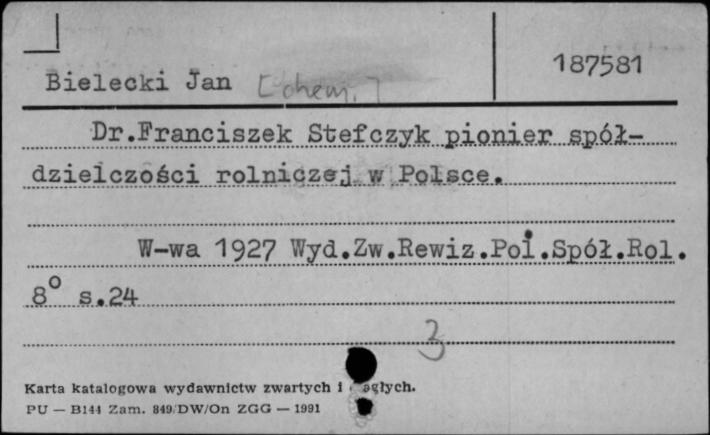 187581
Bielecki Jan [chem.]
Dr.Franciszek Stefczyk pionier spół-
dzielczości rolniczej w Polsce.
W-wa 1927 Wyd.Zw.Rewiz.Pol.Spół.Rol.
8° s.24
3
Karta katalogowa wydawnictw zwartych i
PU — B144 Zam. 849/DW/On ZGG — 1991